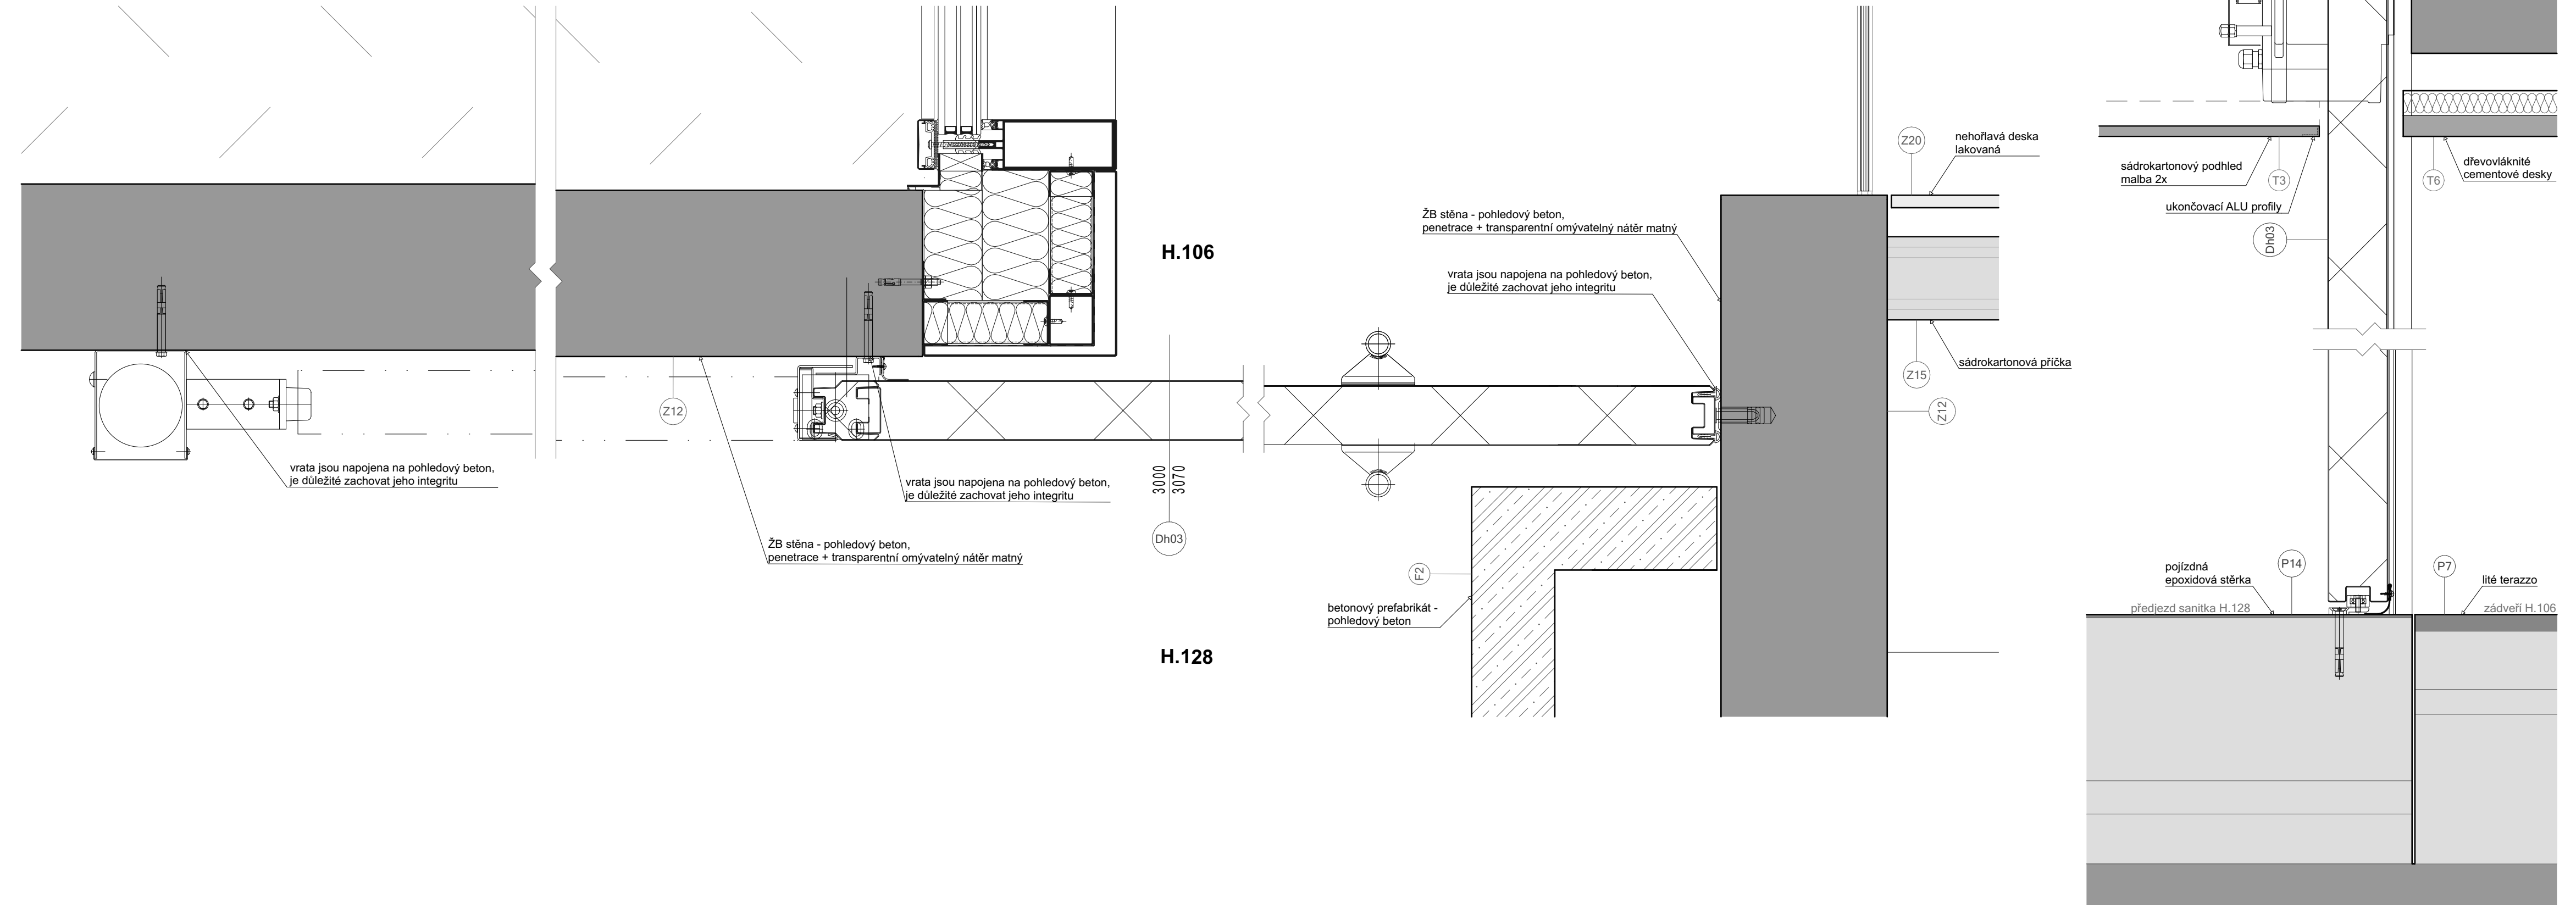 Z20
nehořlavá deska
lakovaná
sádrokartonový podhled
malba 2x
T3
ukončovací ALU profily
T6
dřevovláknité
cementové desky
Dh03
ŽB stěna - pohledový beton,
penetrace + transparentní omývatelný nátěr matný
H.106
vrata jsou napojena na pohledový beton,
je důležité zachovat jeho integritu
sádrokartonová příčka
Z15
Z12
Z12
vrata jsou napojena na pohledový beton,
je důležité zachovat jeho integritu
vrata jsou napojena na pohledový beton,
je důležité zachovat jeho integritu
3000
3070
Dh03
ŽB stěna - pohledový beton,
penetrace + transparentní omývatelný nátěr matný
F2
betonový prefabrikát -
pohledový beton
H.128
pojízdná
epoxidová stěrka
P14
P7
lité terazzo
předjezd sanitka H.128
zádveří H.106